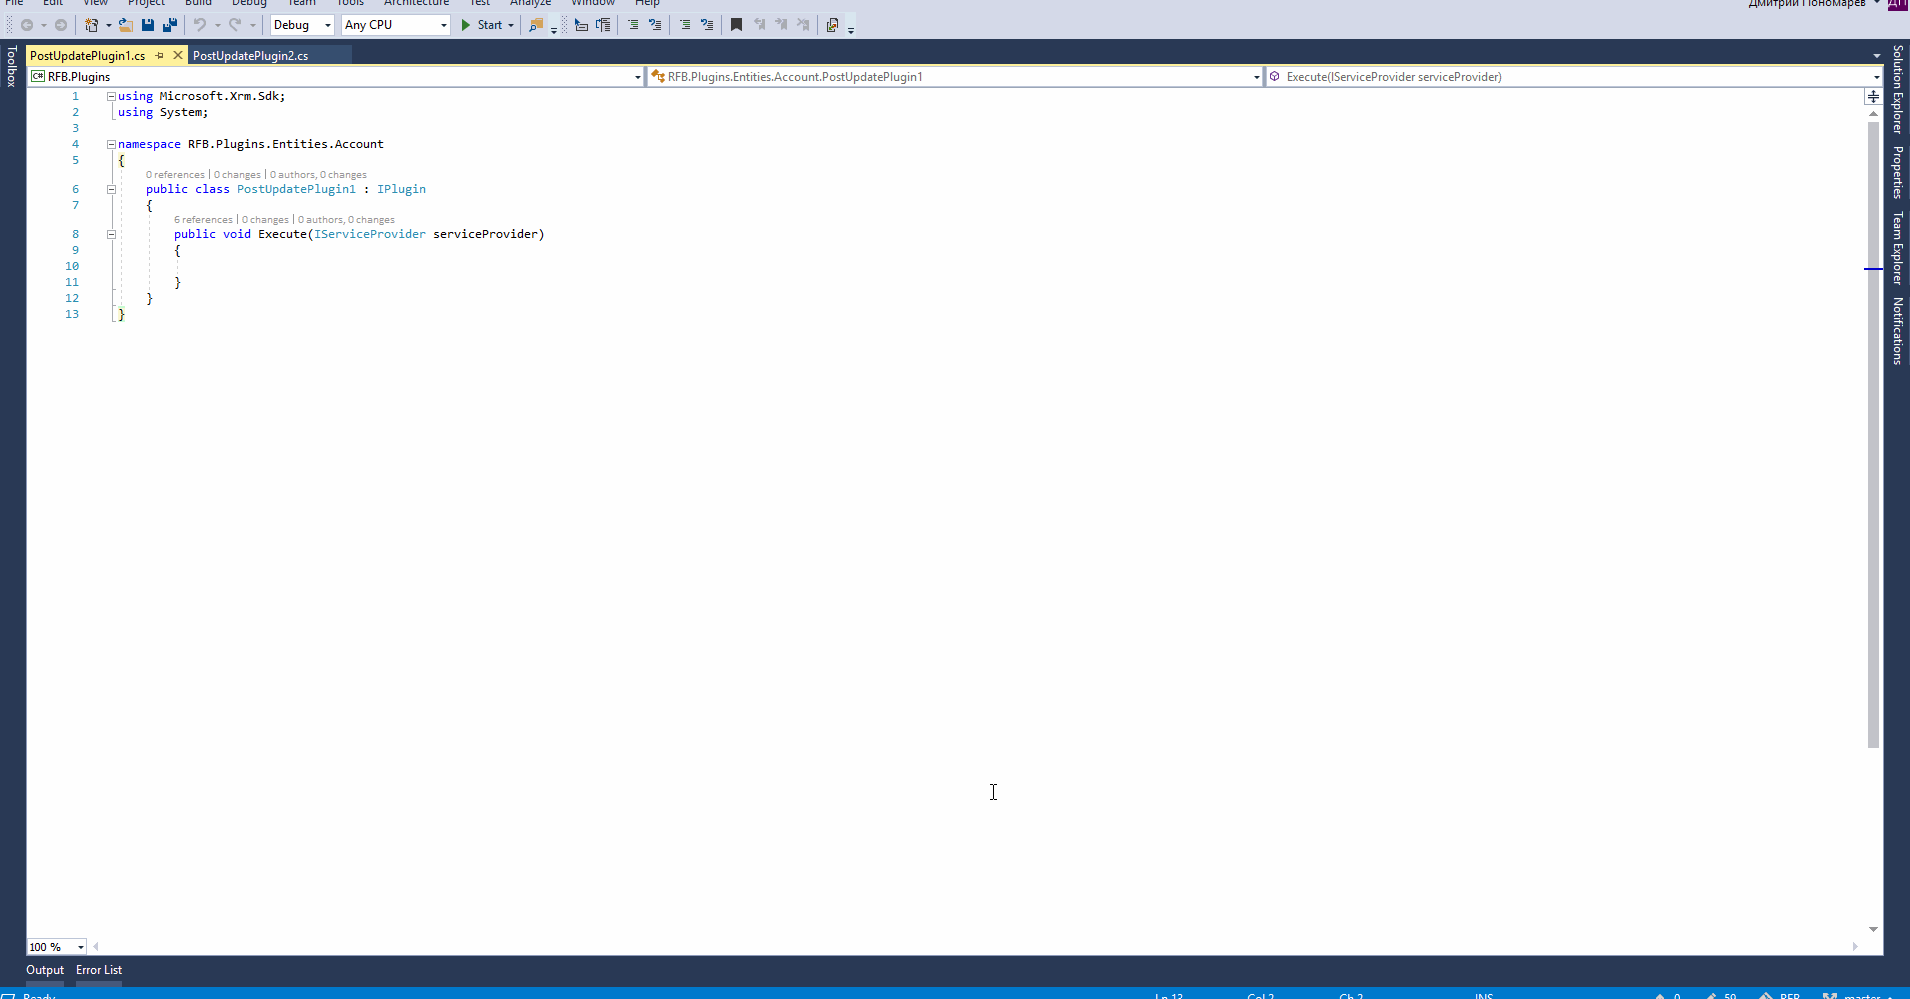 File Edit View Project Build Debug Team Tools Architecture Test Analyze Window Help
Дмитрий Пономарев ДП
Debug Any CPU Start
Toolbox
PostUpdatePlugin1.cs PostUpdatePlugin2.cs
C# RFB.Plugins RFB.Plugins.Entities.Account.PostUpdatePlugin1 Execute(IServiceProvider serviceProvider)
1 using Microsoft.Xrm.Sdk;
2 using System;
3
4 namespace RFB.Plugins.Entities.Account
5 {
0 references | 0 changes | 0 authors, 0 changes
6 public class PostUpdatePlugin1 : IPlugin
7 {
6 references | 0 changes | 0 authors, 0 changes
8 public void Execute(IServiceProvider serviceProvider)
9 {
10
11 }
12 }
13 }
Solution Explorer
Properties
Team Explorer
Notifications
100 %
Output Error List
Ready Ln 13 Col 2 Ch 2 INS 0 59 RFB master